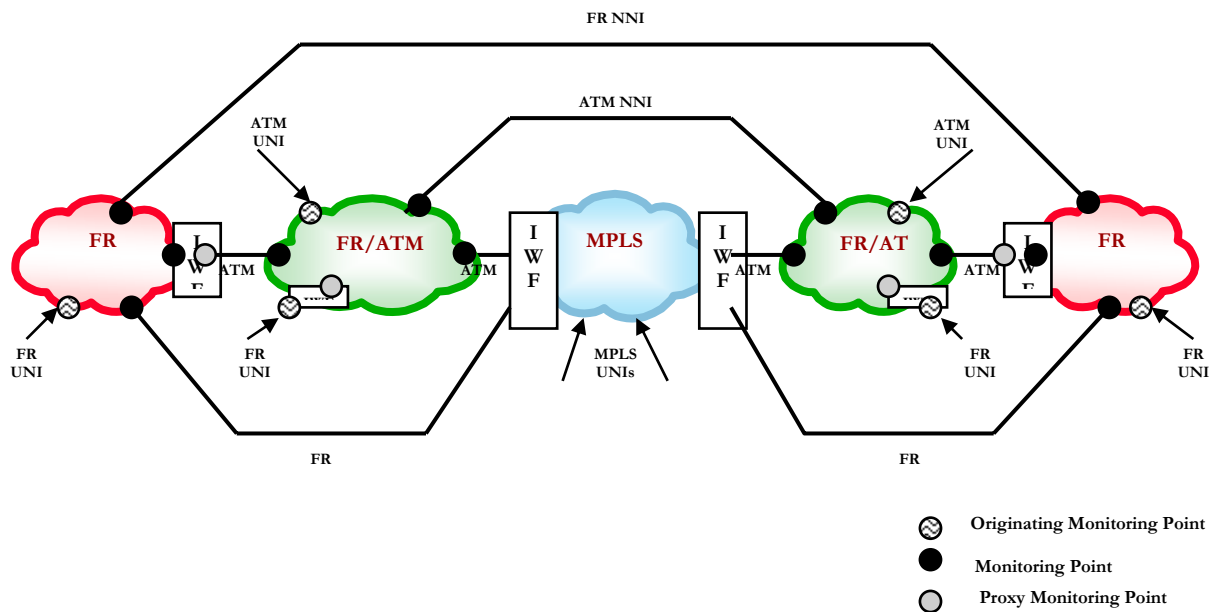 FR NNI
ATM NNI
ATM
UNI
ATM
UNI
FR
I
W
ATM
FR/ATM
ATM
I
W
F
MPLS
I
W
F
ATM
FR/AT
ATM
I
W
FR
FR
UNI
FR
UNI
MPLS
UNIs
FR
UNI
FR
UNI
FR
FR
Originating Monitoring Point
Monitoring Point
Proxy Monitoring Point